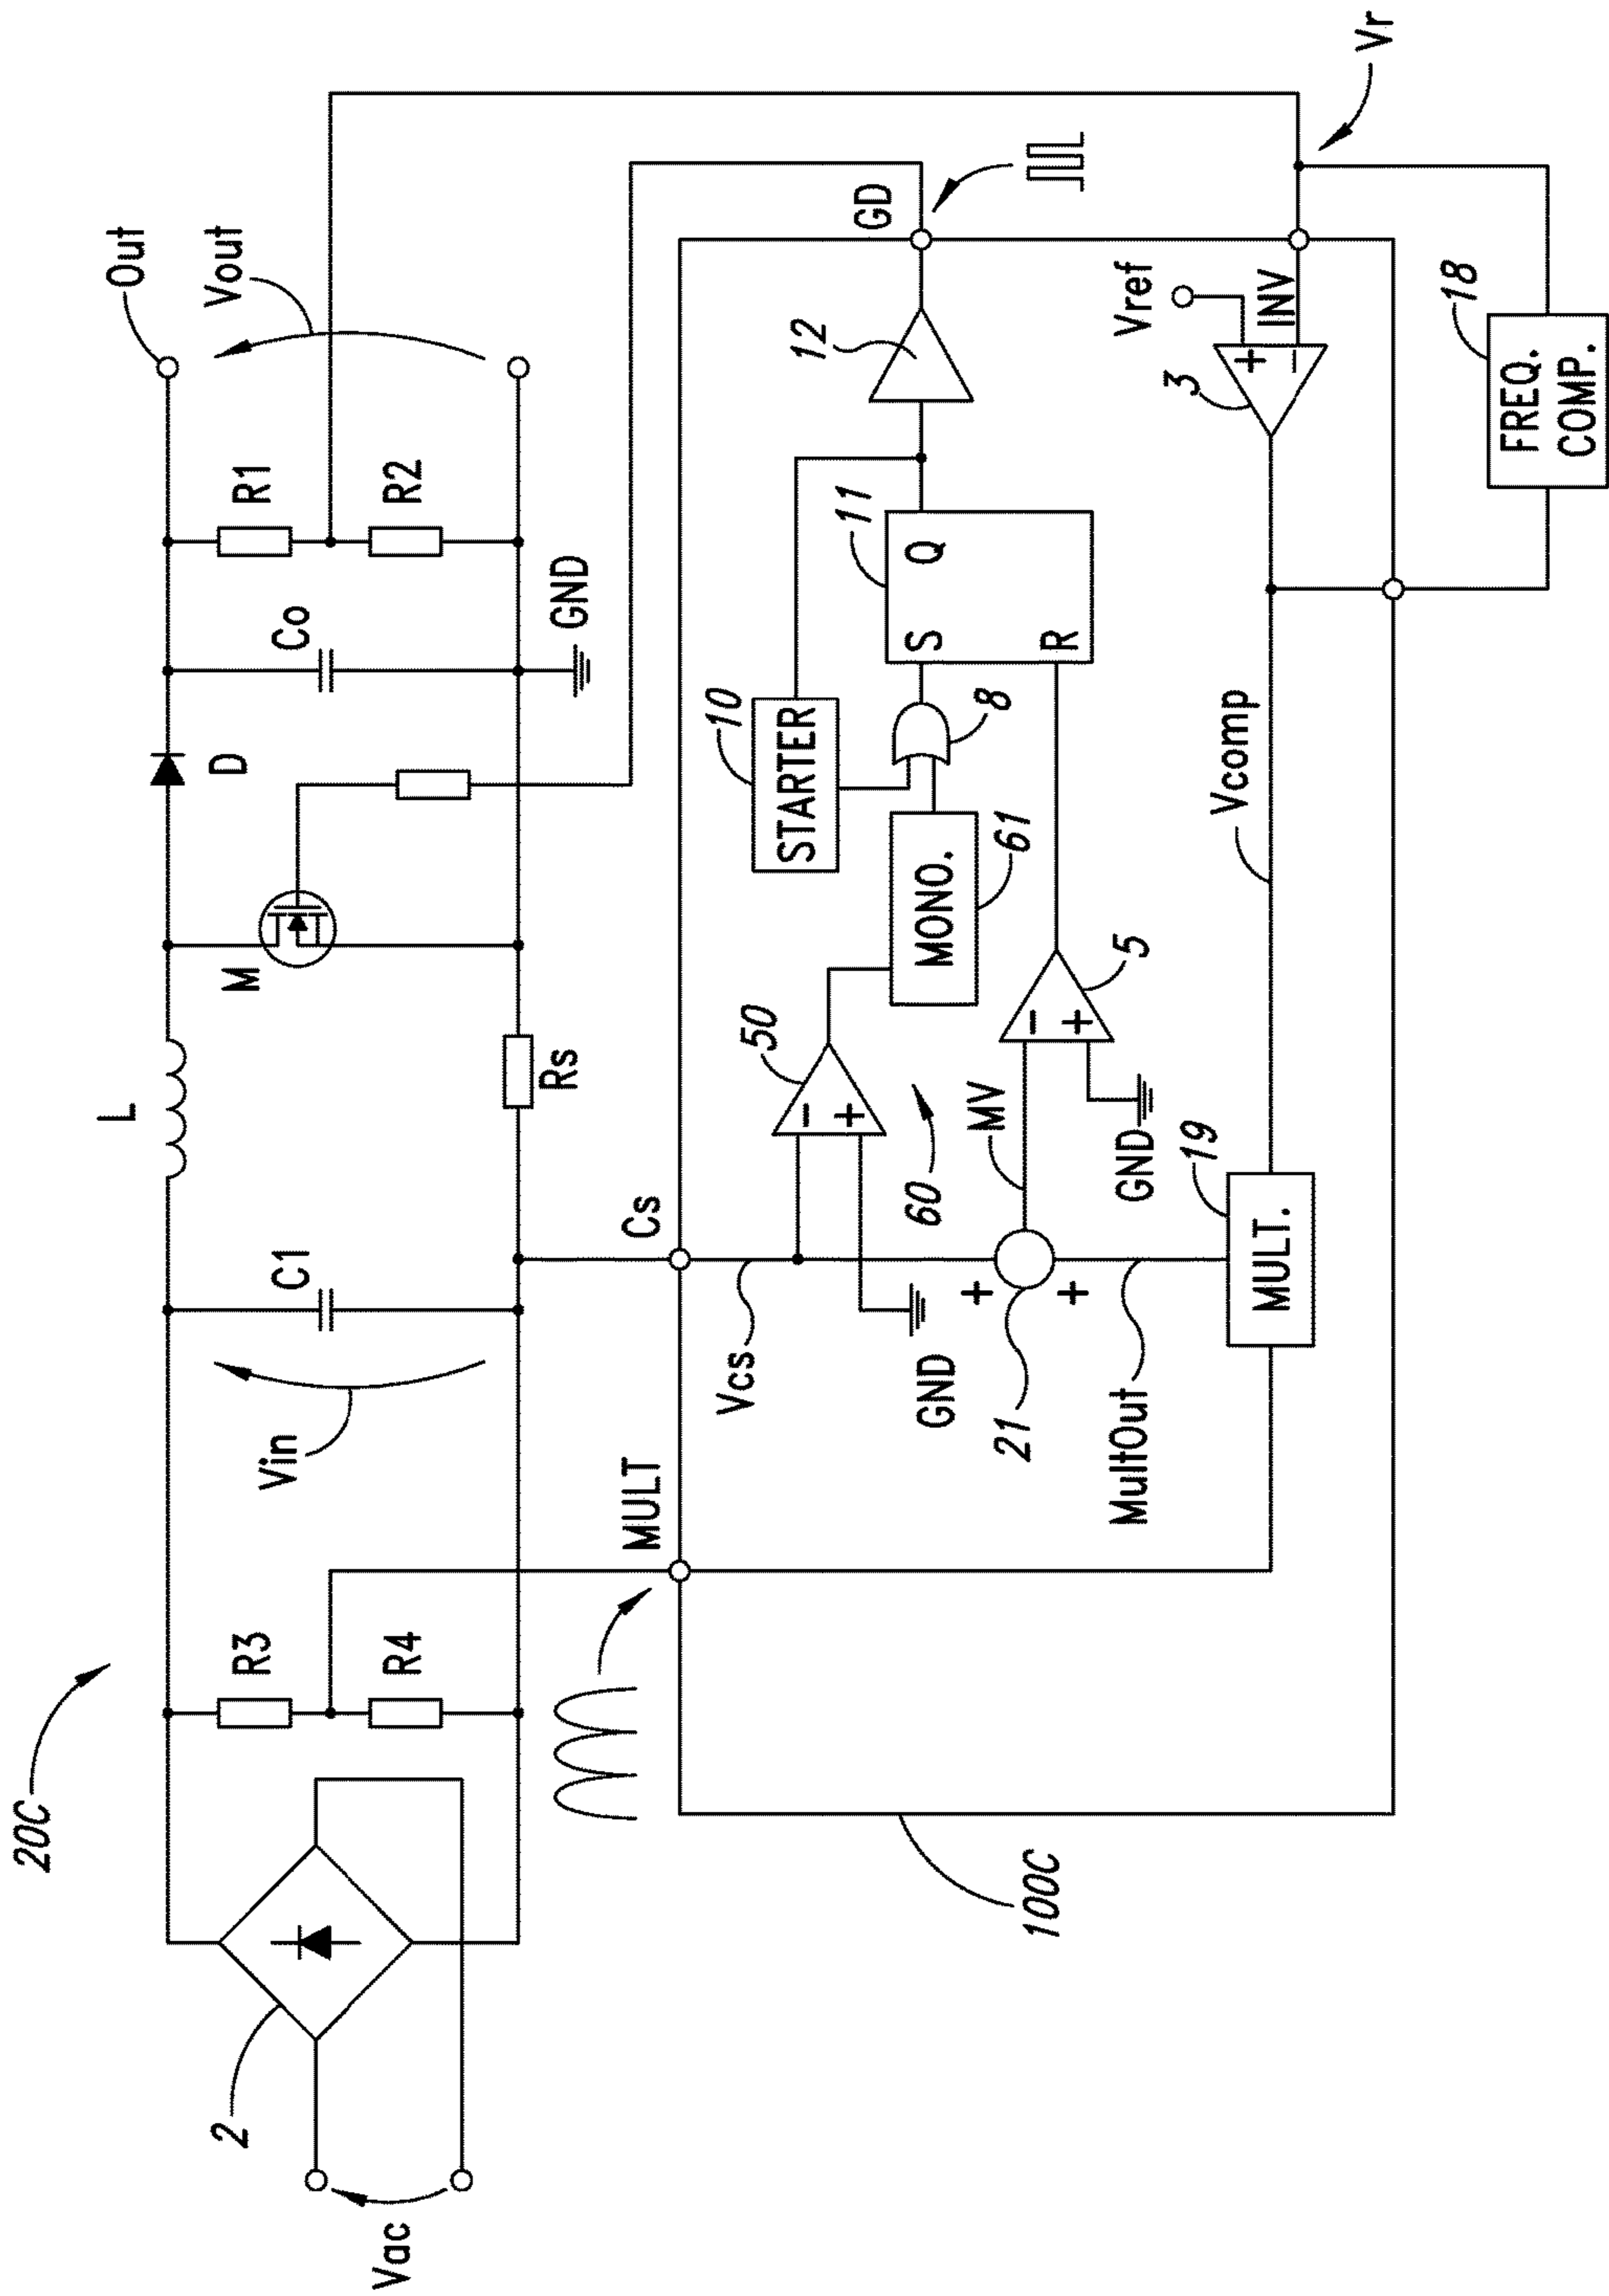 20C
2
Vac
R3
R4
Vin
C1
L
Rs
M
D
Co
GND
R1
R2
Out
Vout
MULT
Cs
GD
Vr
100C
Vcs
GND
21
MultOut
60
50
-
+
MV
GND
-
+
5
MULT.
19
MONO.
61
STARTER
10
8
S
Q
R
11
12
Vcomp
3
+
-
Vref
INV
FREQ.
COMP.
18
+
+